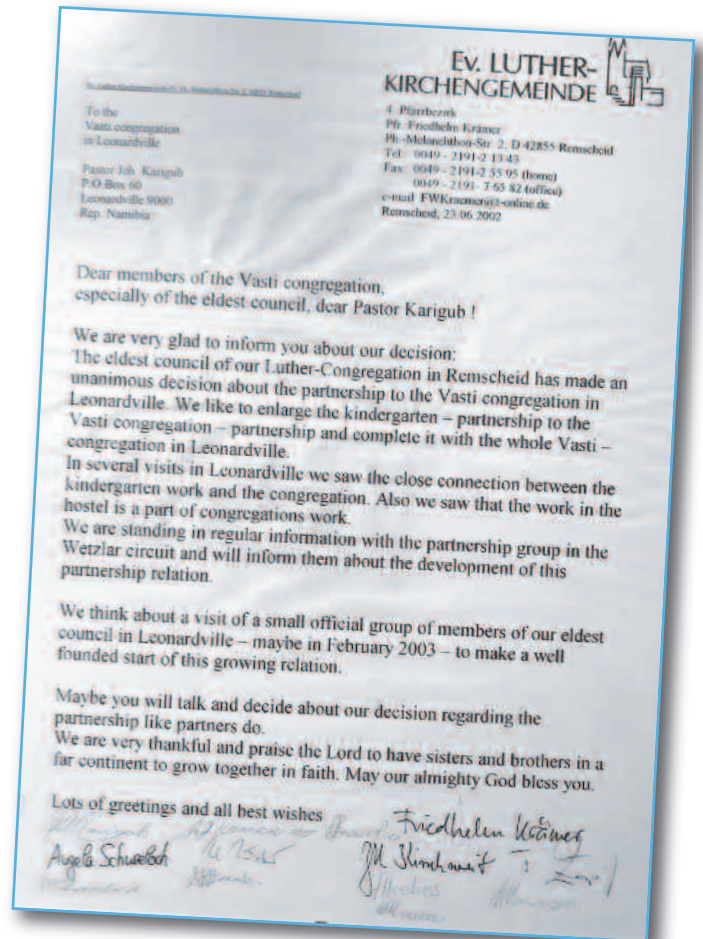 Ev. LUTHER-
KIRCHENGEMEINDE
To the
Vasti congregation
in Leonardville
Pastor Joh. Karigub
P.O.Box 60
Leonardville 9000
Rep. Namibia
4. Pfarrbezirk
Pfr. Friedhelm Krämer
Ph.-Melanchthon-Str. 2, D 42855 Remscheid
Tel: 0049 - 2191-2 13 43
Fax: 0049 - 2191-2 55 95 (home)
0049 - 2191- 7 65 82 (office)
e-mail FWKraemer@t-online.de
Remscheid, 23.06.2002
Dear members of the Vasti congregation,
especially of the eldest council, dear Pastor Karigub !
We are very glad to inform you about our decision:
The eldest council of our Luther-Congregation in Remscheid has made an
unanimous decision about the partnership to the Vasti congregation in
Leonardville. We like to enlarge the kindergarten – partnership to the
Vasti congregation – partnership and complete it with the whole Vasti –
congregation in Leonardville.
In several visits in Leonardville we saw the close connection between the
kindergarten work and the congregation. Also we saw that the work in the
hostel is a part of congregations work.
We are standing in regular information with the partnership group in the
Wetzlar circuit and will inform them about the development of this
partnership relation.
We think about a visit of a small official group of members of our eldest
council in Leonardville – maybe in February 2003 – to make a well
founded start of this growing relation.
Maybe you will talk and decide about our decision regarding the
partnership like partners do.
We are very thankful and praise the Lord to have sisters and brothers in a
far continent to grow together in faith. May our almighty God bless you.
Lots of greetings and all best wishes
Friedhelm Krämer
Angela